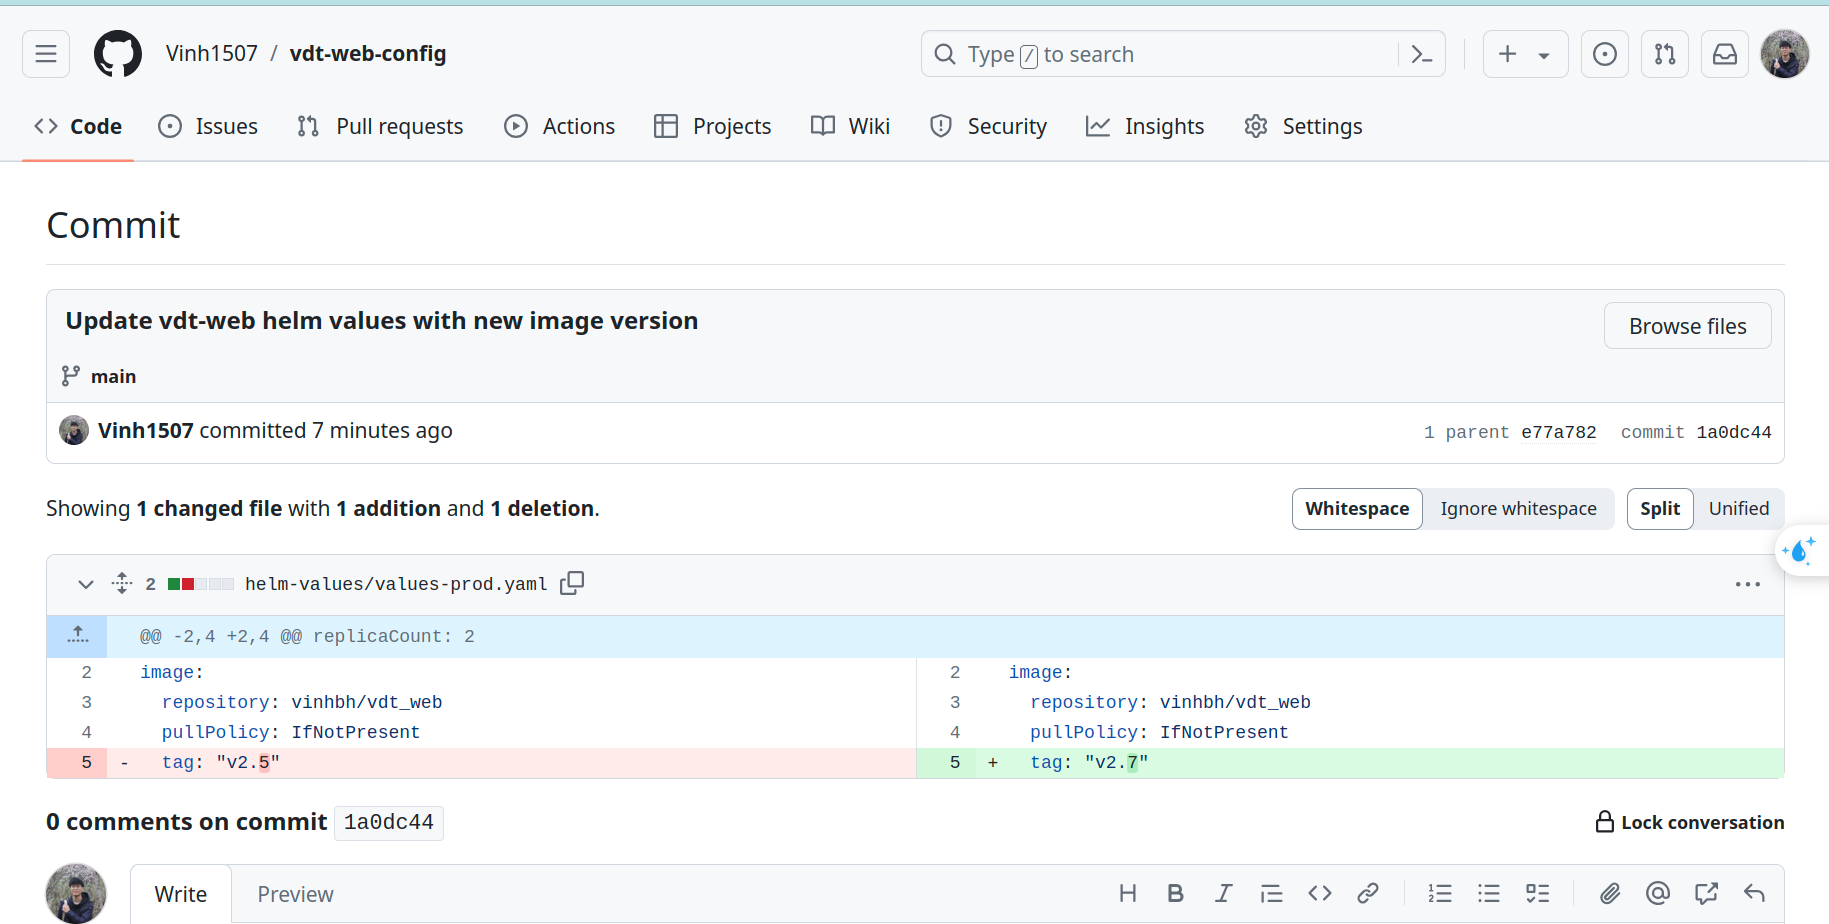 Vinh1507 / vdt-web-config
Type / to search
Code Issues Pull requests Actions Projects Wiki Security Insights Settings
Commit
Update vdt-web helm values with new image version
Browse files
main
Vinh1507 committed 7 minutes ago
1 parent e77a782 commit 1a0dc44
Showing 1 changed file with 1 addition and 1 deletion.
Whitespace Ignore whitespace Split Unified
2 helm-values/values-prod.yaml
@@ -2,4 +2,4 @@ replicaCount: 2
2 image: 2 image:
3 repository: vinhbh/vdt_web 3 repository: vinhbh/vdt_web
4 pullPolicy: IfNotPresent 4 pullPolicy: IfNotPresent
5 - tag: "v2.5" 5 + tag: "v2.7"
0 comments on commit 1a0dc44
Lock conversation
Write Preview